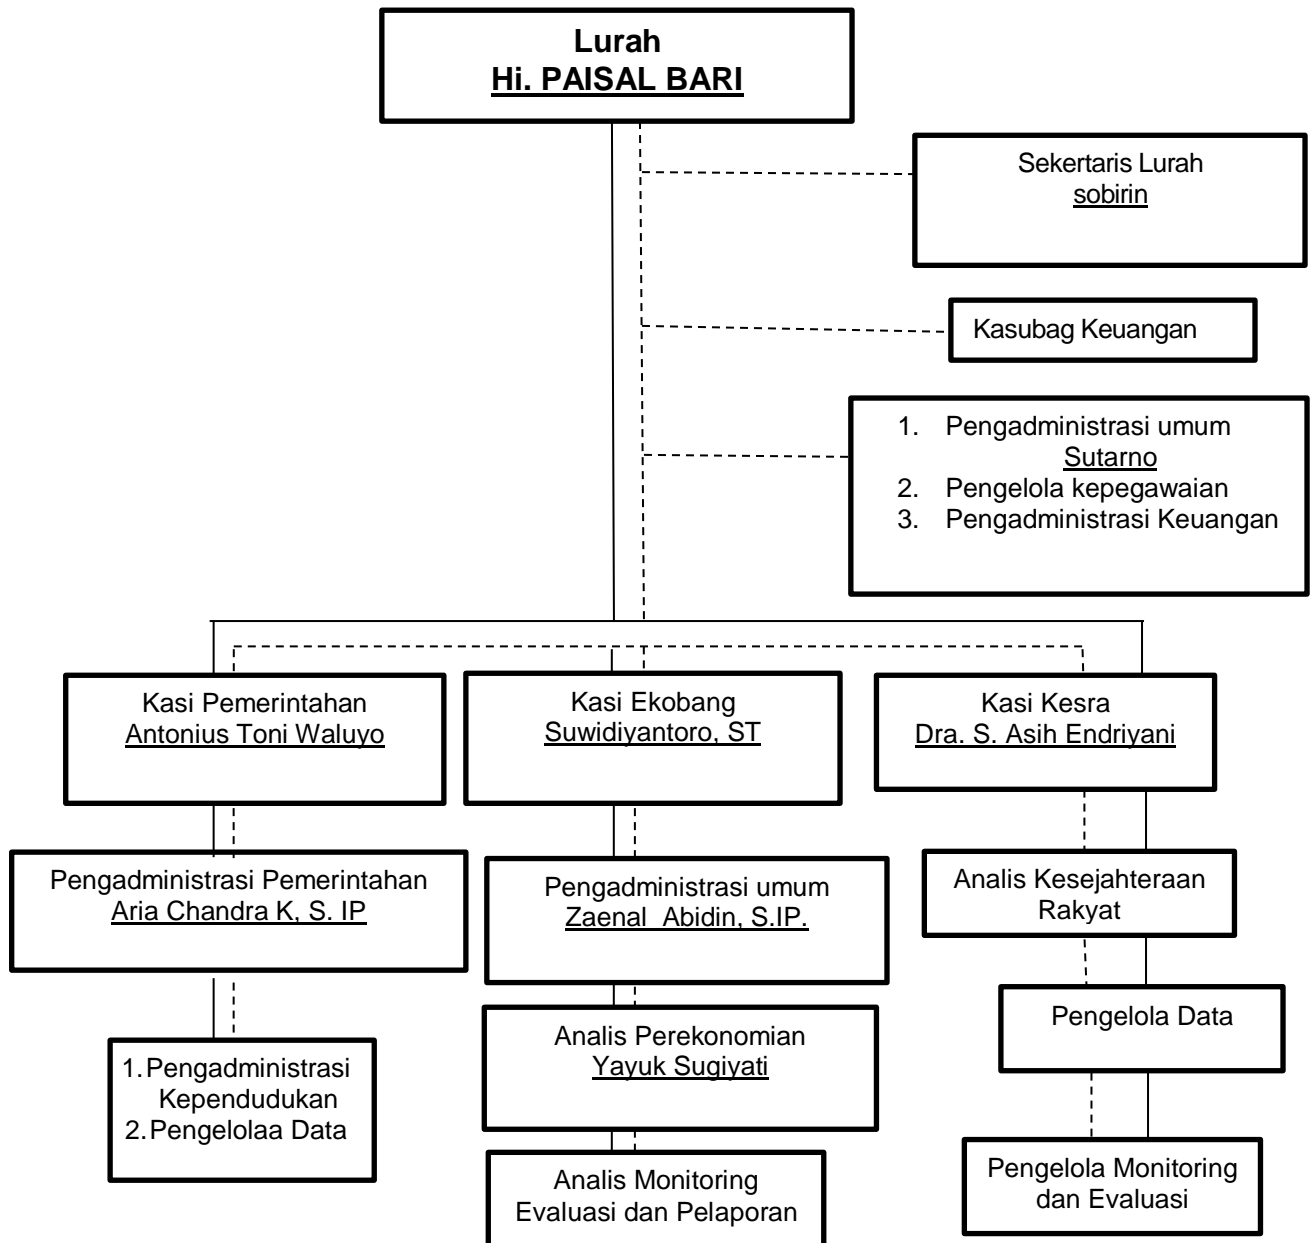 Lurah
Hi. PAISAL BARI
Sekertaris Lurah
sobirin
Kasubag Keuangan
1. Pengadministrasi umum
Sutarno
2. Pengelola kepegawaian
3. Pengadministrasi Keuangan
Kasi Pemerintahan
Antonius Toni Waluyo
Kasi Ekobang
Suwidiyantoro, ST
Kasi Kesra
Dra. S. Asih Endriyani
Pengadministrasi Pemerintahan
Aria Chandra K, S. IP
Pengadministrasi umum
Zaenal Abidin, S.IP.
Analis Kesejahteraan
Rakyat
Pengelola Data
Analis Perekonomian
Yayuk Sugiyati
1. Pengadministrasi
Kependudukan
2. Pengelolaa Data
Analis Monitoring
Evaluasi dan Pelaporan
Pengelola Monitoring
dan Evaluasi